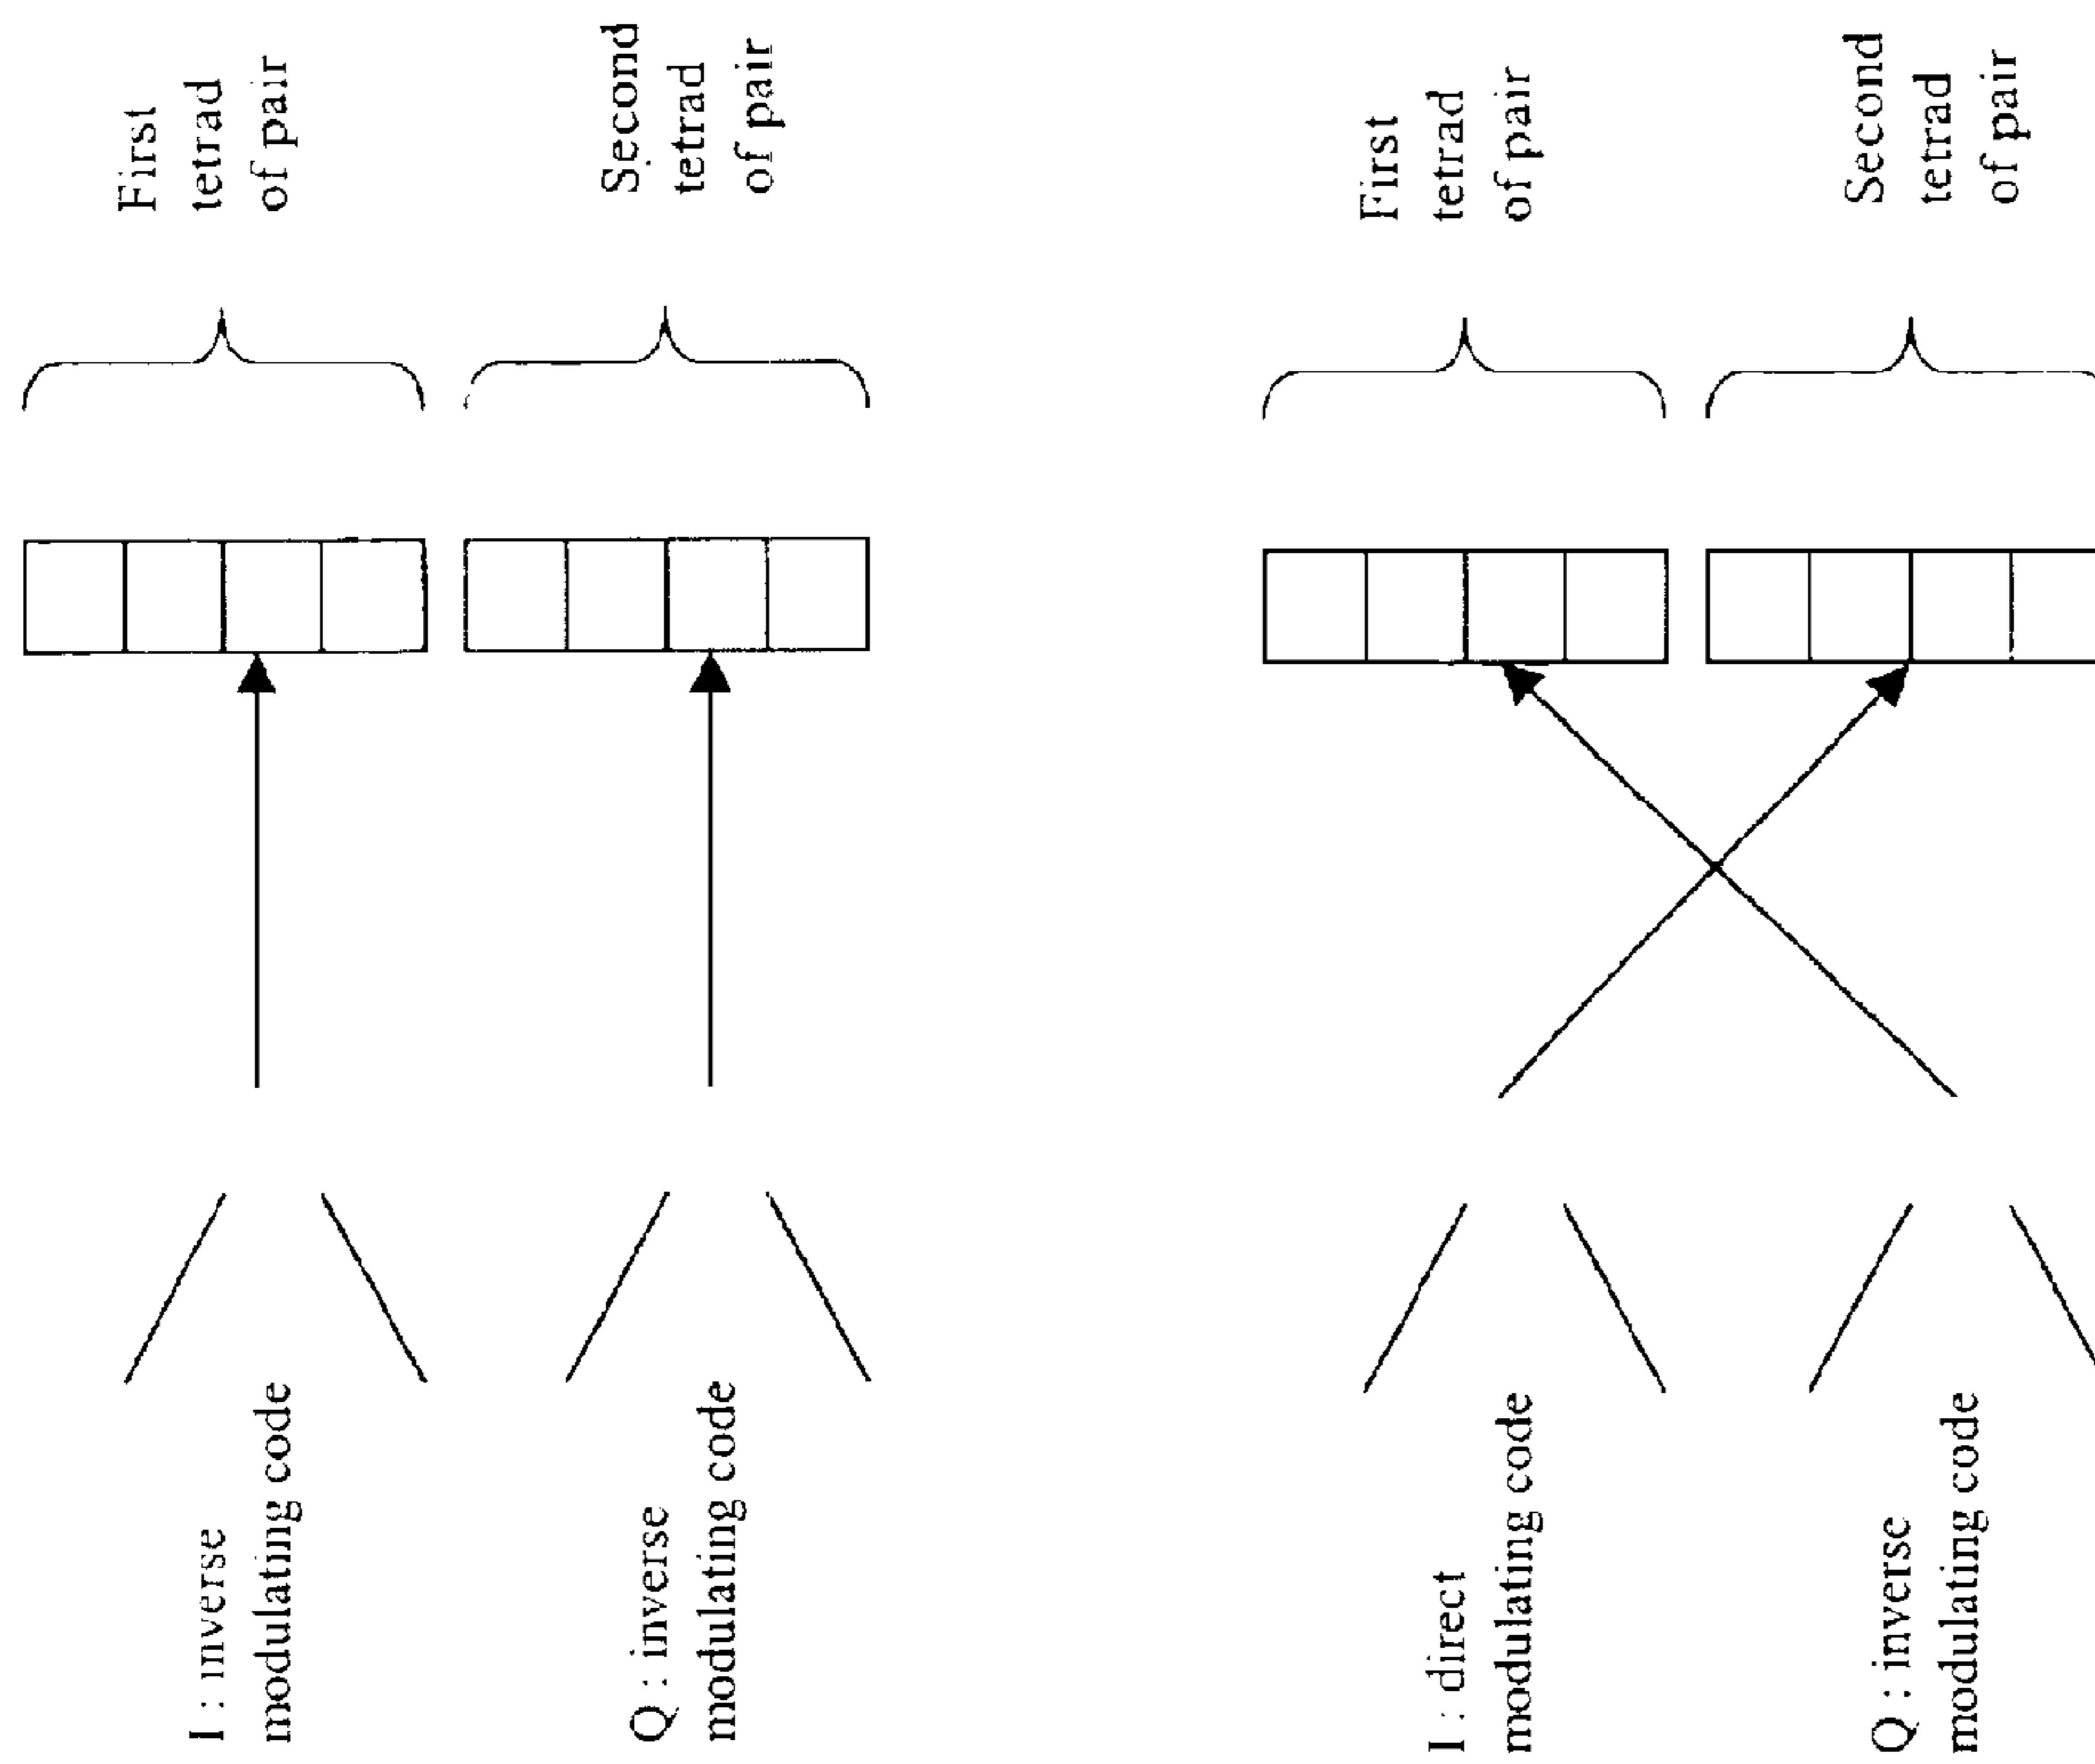 First
tetrad
of pair
Second
tetrad
of pair
First
tetrad
of pair
Second
tetrad
of pair
I : inverse
modulating code
Q : inverse
modulating code
I : direct
modulating code
Q : inverse
modulating code